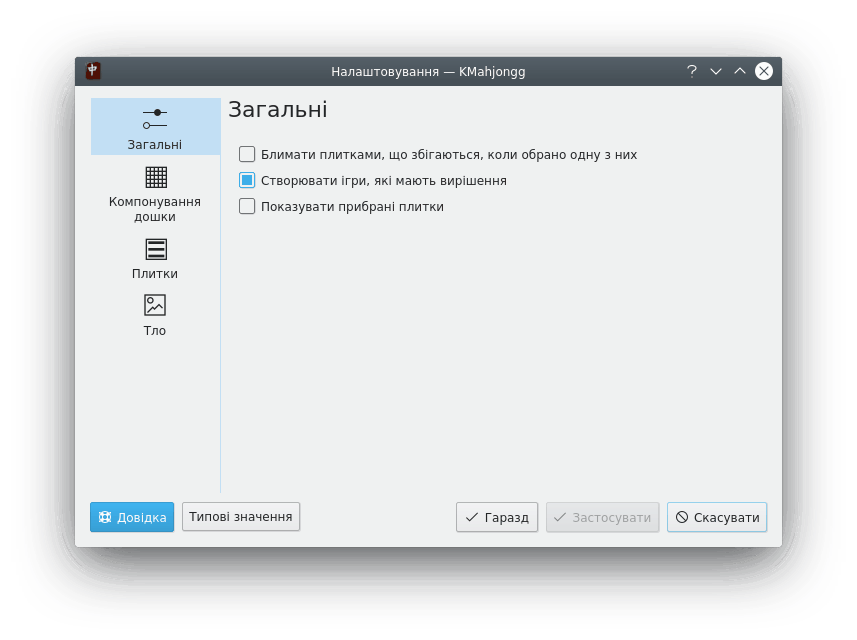 Налаштовування — KMahjongg
Загальні
Компонування
дошки
Плитки
Тло
Загальні
Блимати плитками, що збігаються, коли обрано одну з них
Створювати ігри, які мають вирішення
Показувати прибрані плитки
Довідка
Типові значення
Гаразд
Застосувати
Скасувати